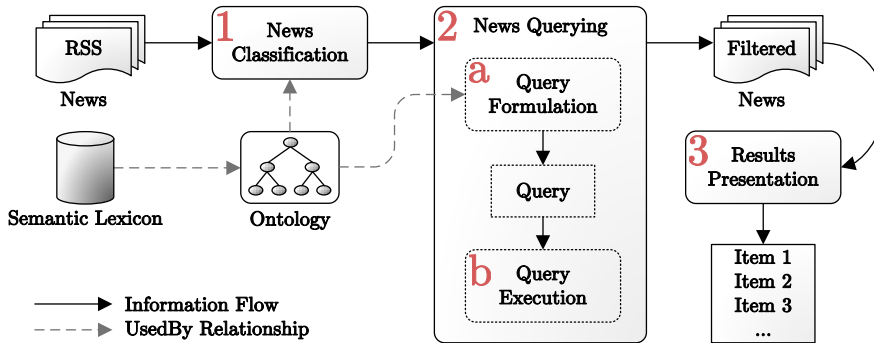 RSS
News
1
News
Classification
2
News Querying
a
Query
Formulation
Query
b
Query
Execution
Filtered
News
3
Results
Presentation
Item 1
Item 2
Item 3
...
Semantic Lexicon
Ontology
Information Flow
UsedBy Relationship